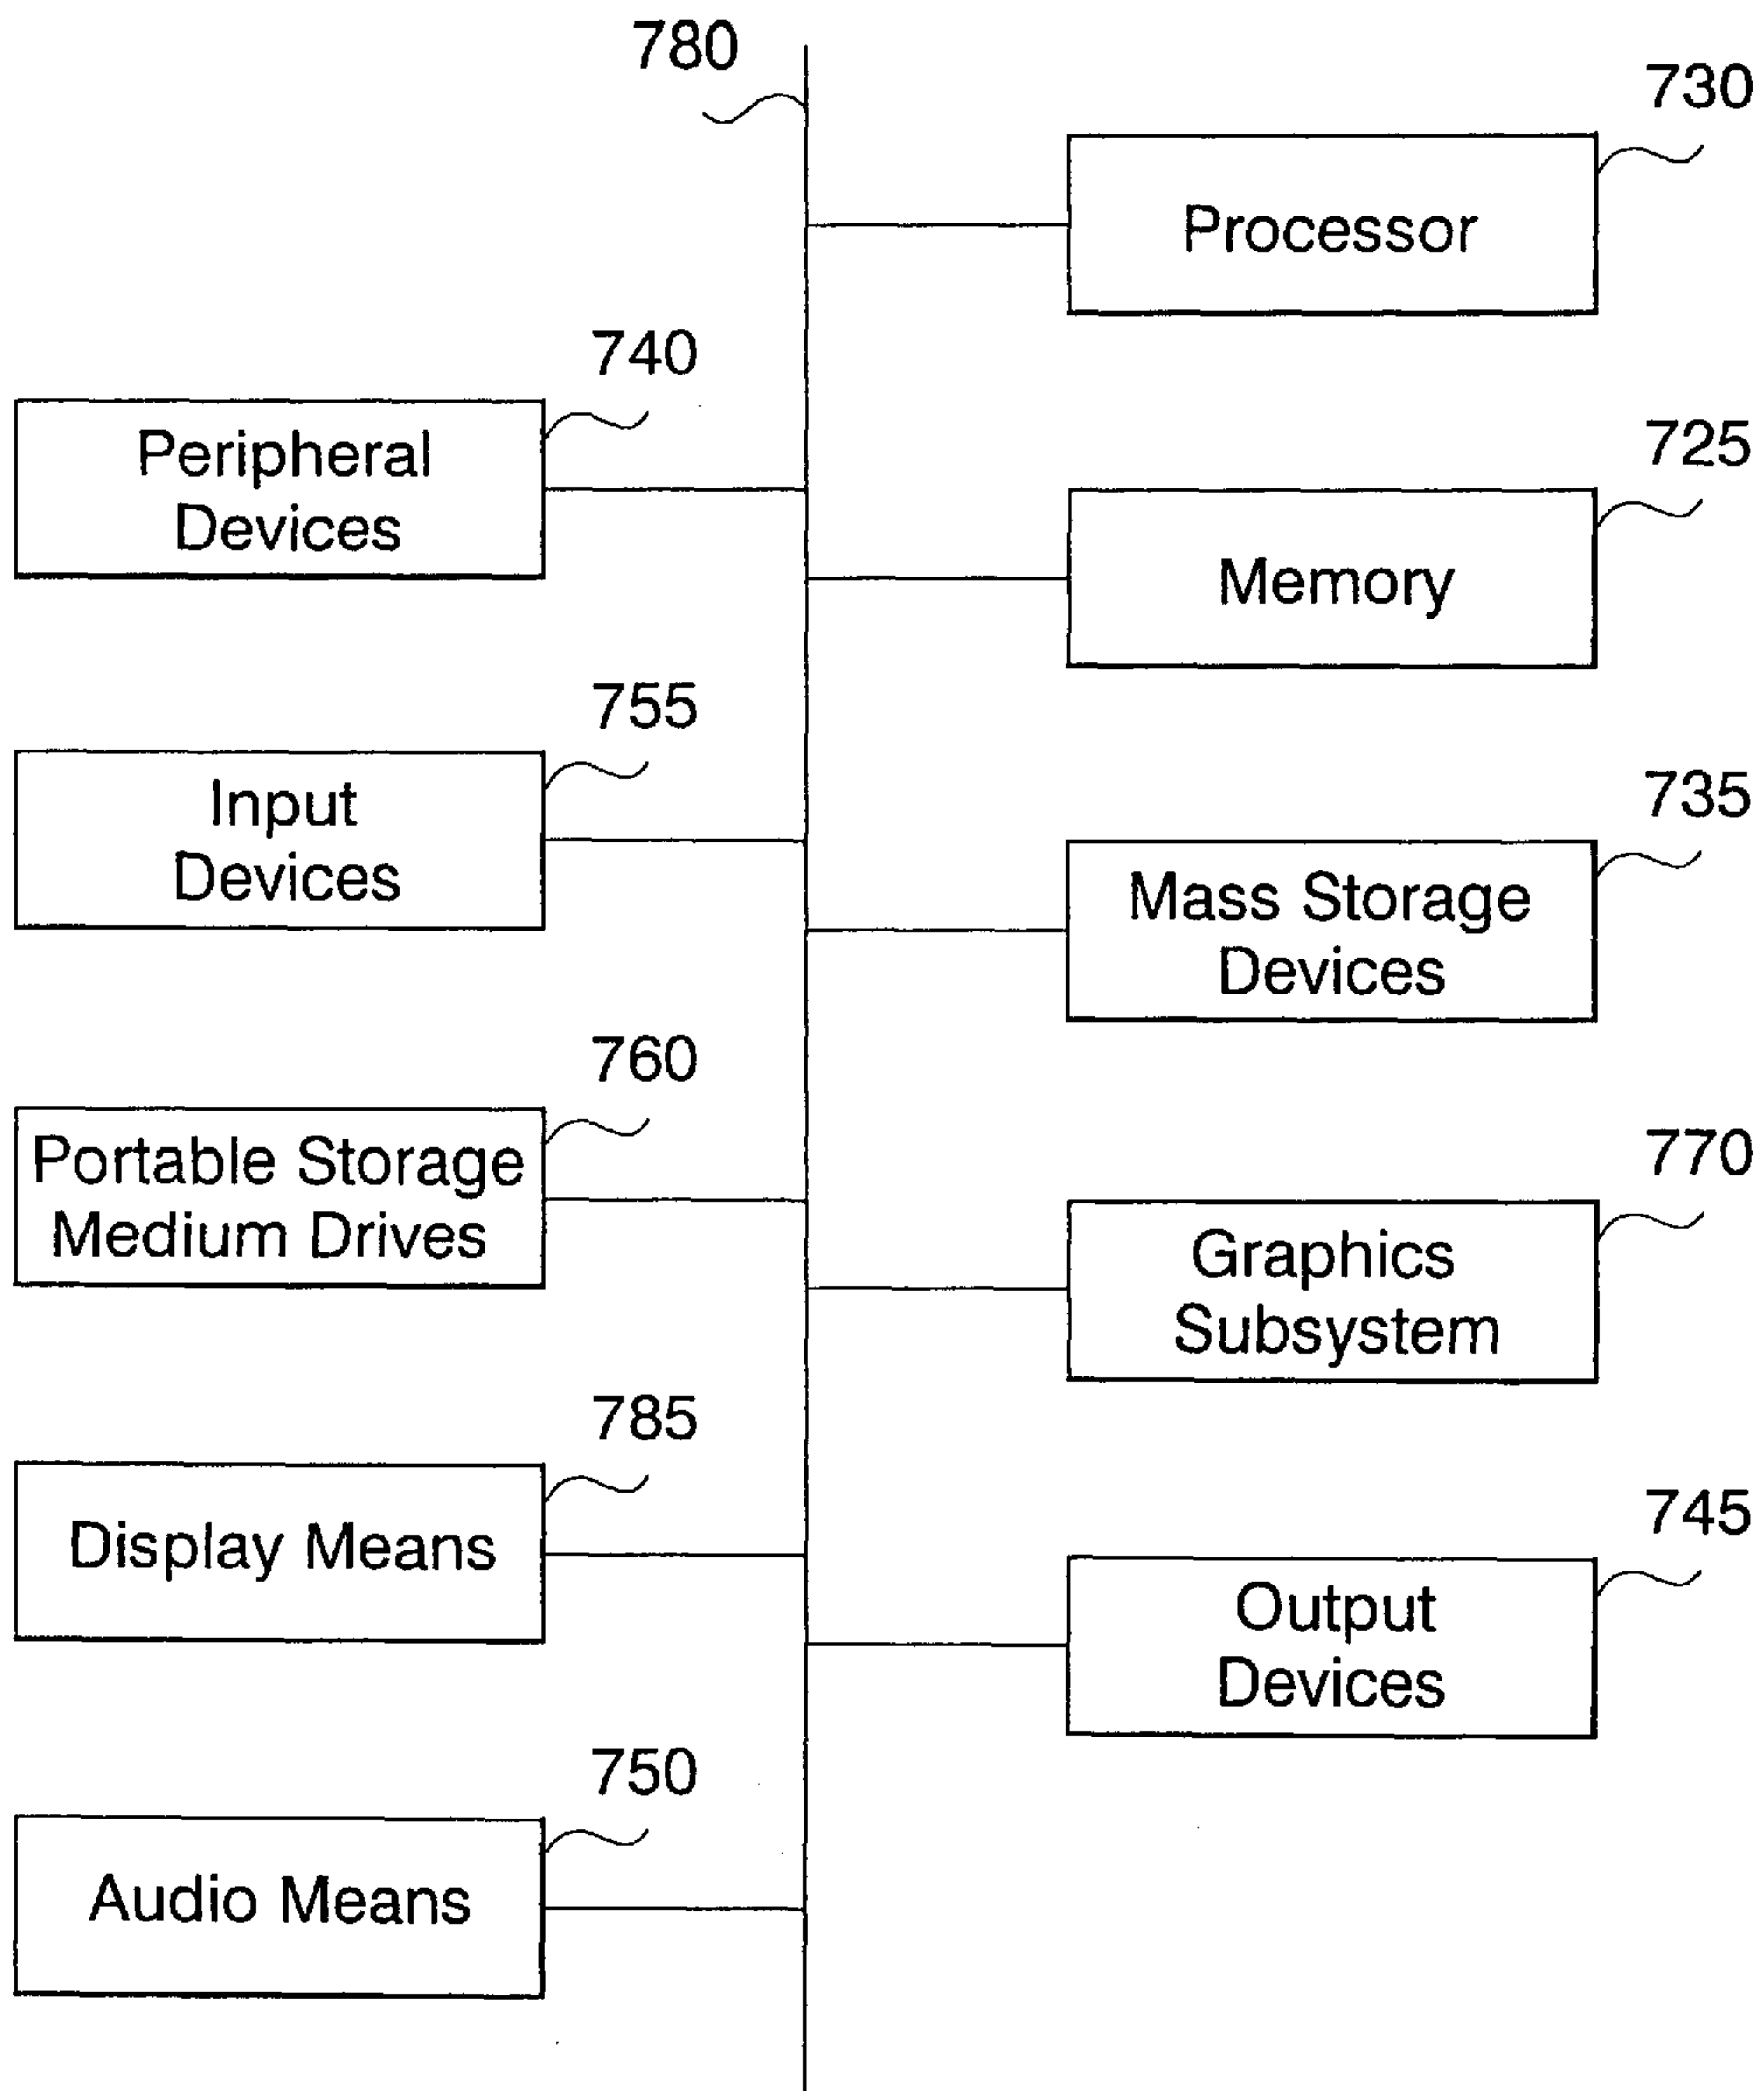 780
730
Processor
740
Peripheral
Devices
725
Memory
755
Input
Devices
735
Mass Storage
Devices
760
Portable Storage
Medium Drives
770
Graphics
Subsystem
785
Display Means
745
Output
Devices
750
Audio Means